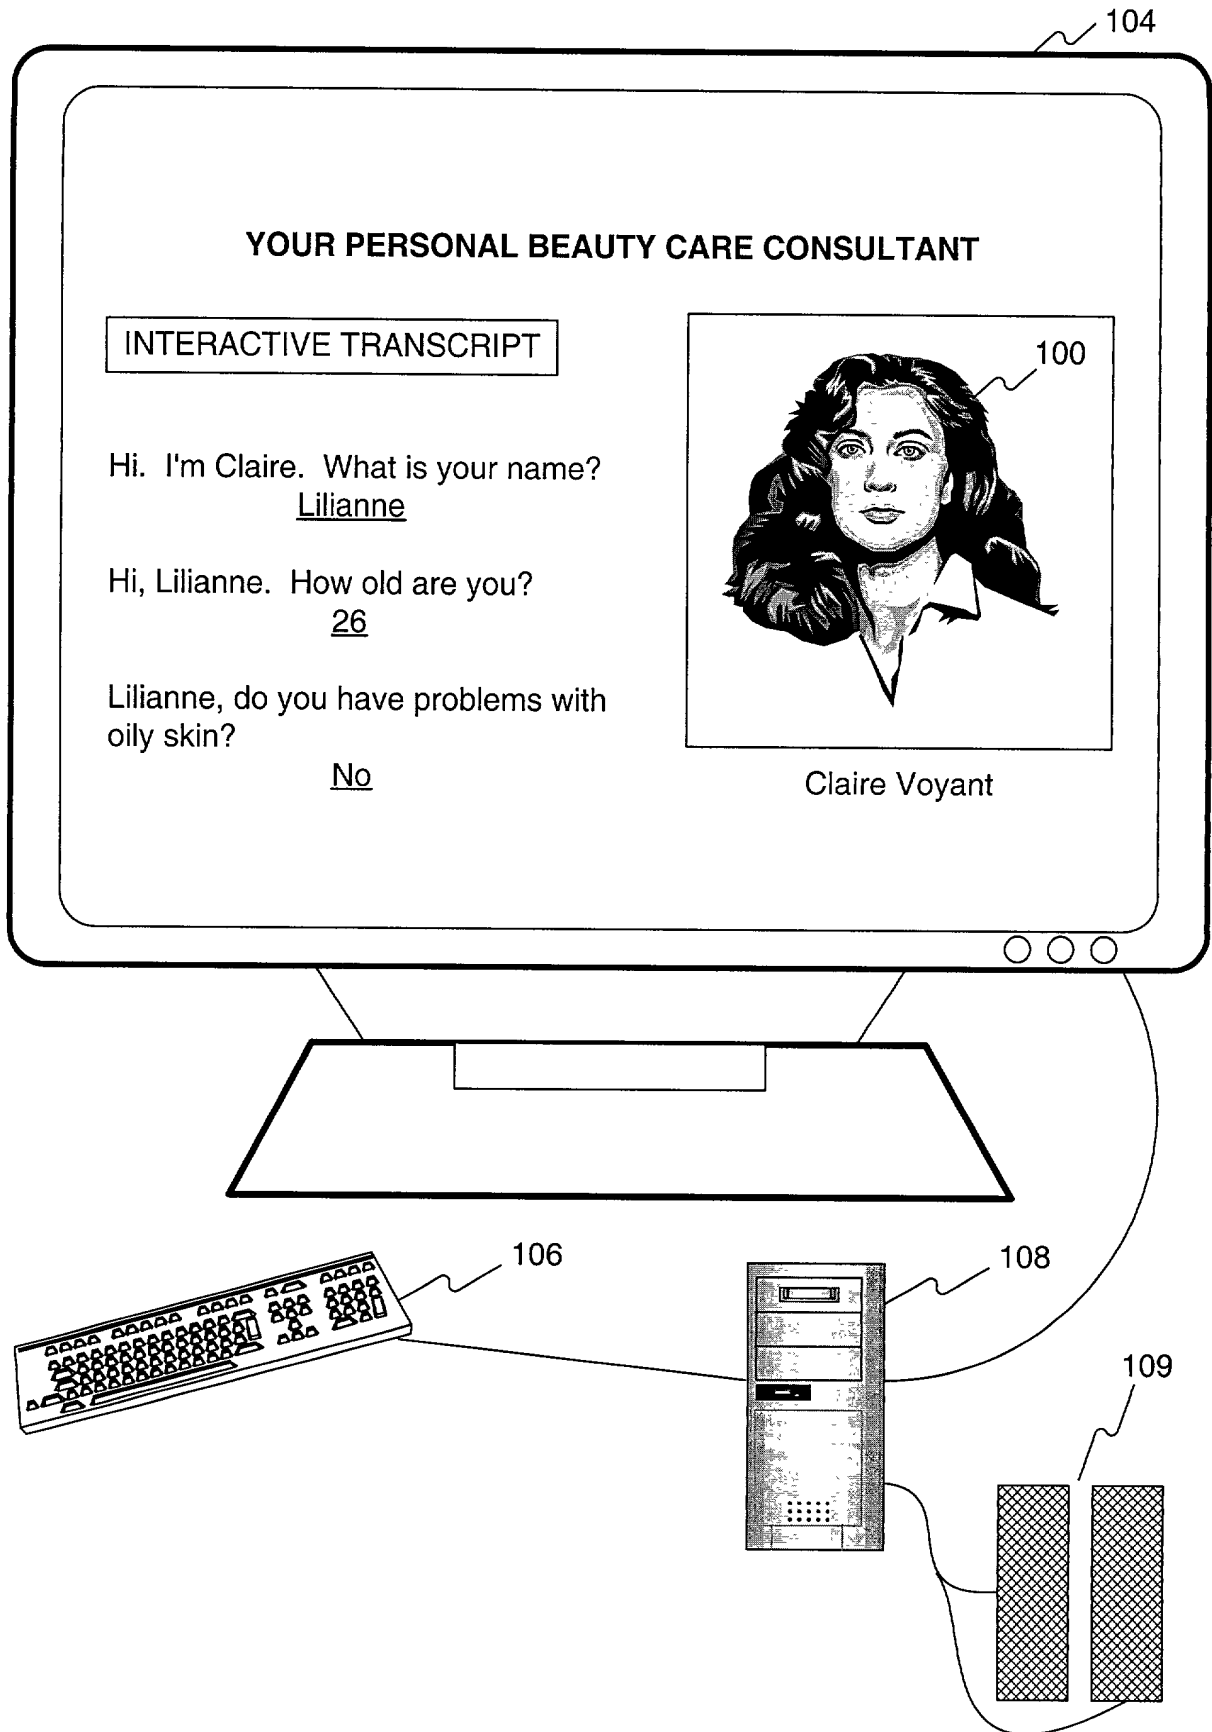 104
YOUR PERSONAL BEAUTY CARE CONSULTANT
INTERACTIVE TRANSCRIPT
100
Hi.  I'm Claire.  What is your name?
Lilianne
Hi, Lilianne.  How old are you?
26
Lilianne, do you have problems with
oily skin?
No
Claire Voyant
106
108
109